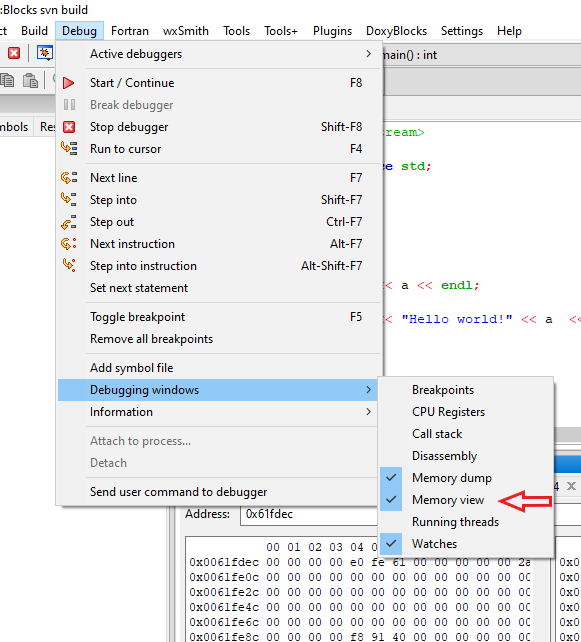 :Blocks svn build
ct Build Debug Fortran wxSmith Tools Tools+ Plugins DoxyBlocks Settings Help
main() : int
Active debuggers
Start / Continue F8
Break debugger
mbols Res Stop debugger Shift-F8 ream>
Run to cursor F4
e std;
Next line F7
Step into Shift-F7
Step out Ctrl-F7
Next instruction Alt-F7
Step into instruction Alt-Shift-F7
Set next statement << a << endl;
Toggle breakpoint F5 << "Hello world!" << a <<
Remove all breakpoints
Add symbol file
Debugging windows
Breakpoints
Information
CPU Registers
Call stack
Attach to process...
Disassembly
Detach
Memory dump
Send user command to debugger
Memory view
4
Address: 0x61fdec
Running threads
Watches
00 01 02 03 04
0x0061fdec 00 00 00 00 e0 fe 61 00 00 00 00 00 2a
0x0061fe0c 00 00 00 00 00 00 00 00 00 00 00 00 00
0x0061fe2c 00 00 00 00 00 00 00 00 00 00 00 00 00
0x0061fe4c 00 00 00 00 00 00 00 00 00 00 00 00 00
0x0061fe6c 00 00 00 00 00 00 00 00 00 00 00 00 00
0x0061fe8c 00 00 00 00 f8 91 40 00 00 00 00 00 00